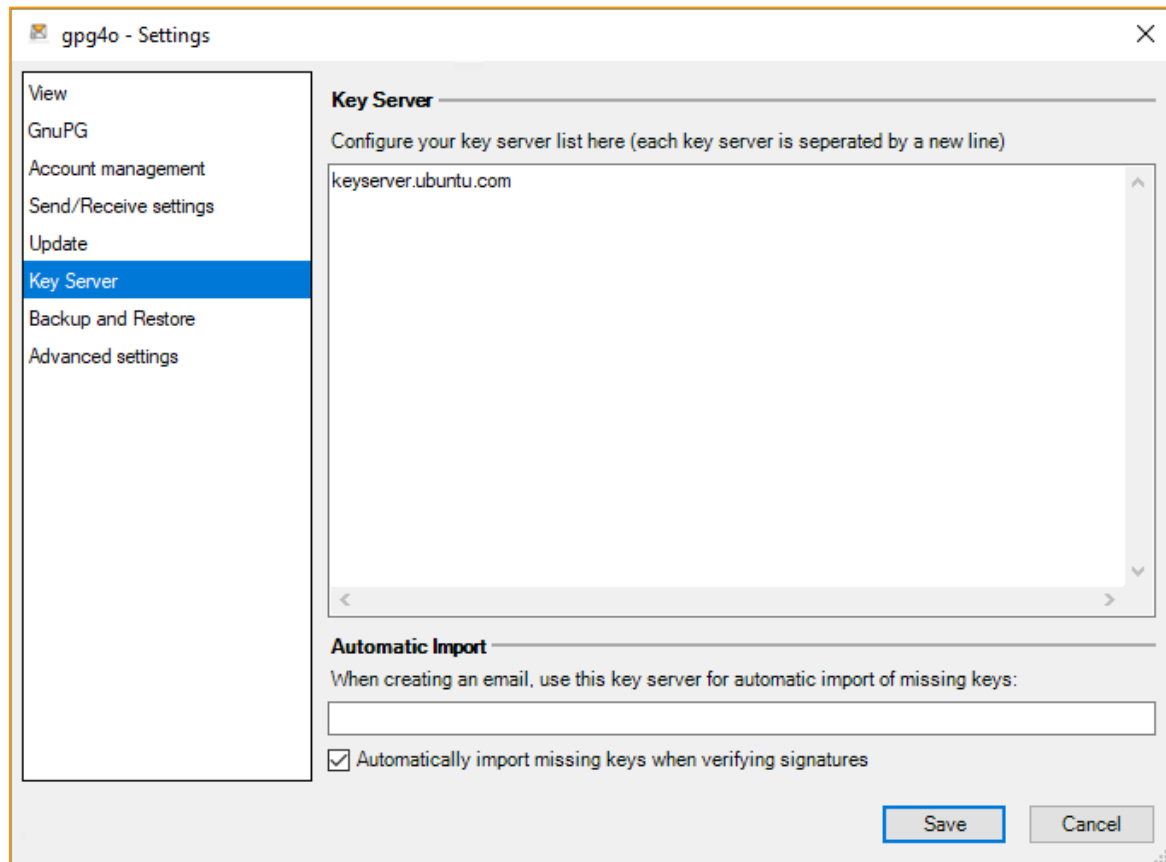 gpg4o - Settings
View
GnuPG
Account management
Send/Receive settings
Update
Key Server
Backup and Restore
Advanced settings
Key Server
Configure your key server list here (each key server is seperated by a new line)
keyserver.ubuntu.com
Automatic Import
When creating an email, use this key server for automatic import of missing keys:
Automatically import missing keys when verifying signatures
Save
Cancel